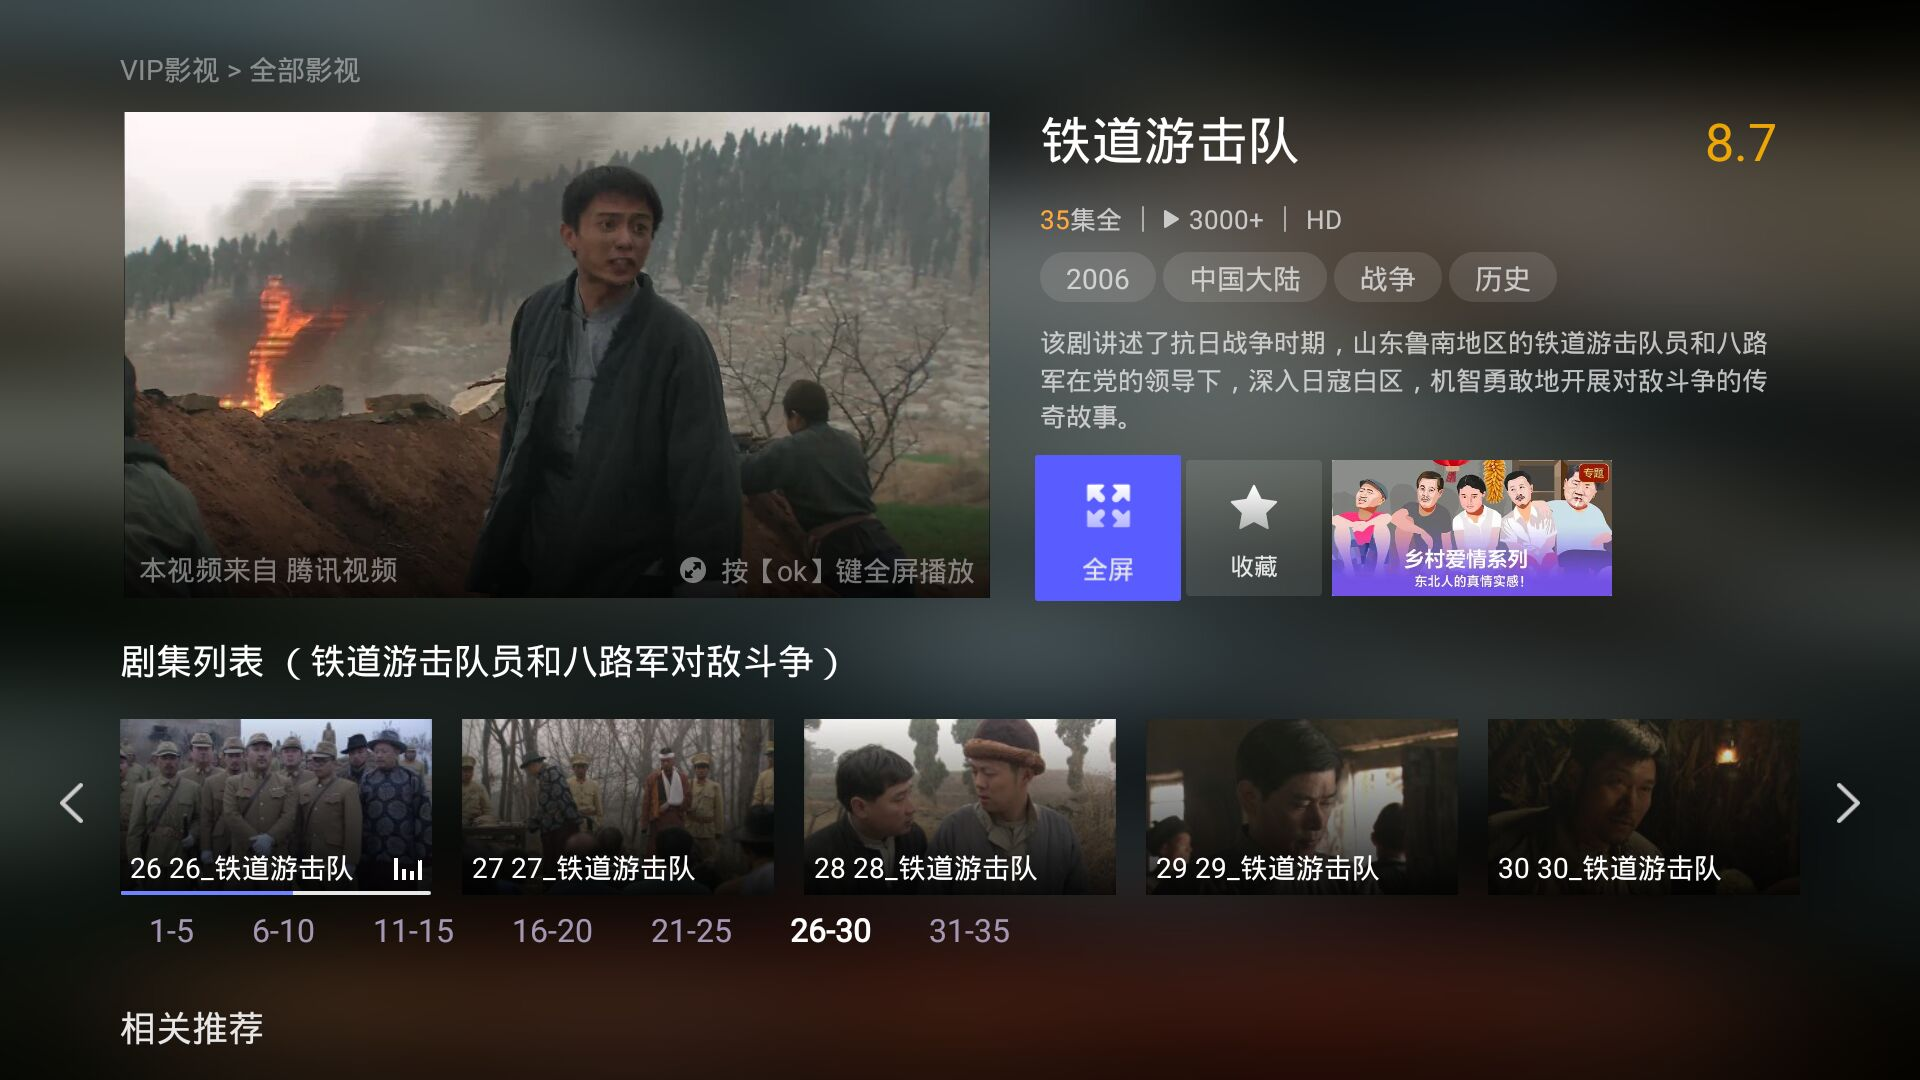 VIP影视 > 全部影视
铁道游击队
8.7
35集全 | 3000+ | HD
2006 中国大陆 战争 历史
该剧讲述了抗日战争时期，山东鲁南地区的铁道游击队员和八路
军在党的领导下，深入日寇白区，机智勇敢地开展对敌斗争的传
奇故事。
本视频来自 腾讯视频
按【ok】键全屏播放
全屏
收藏
专题
乡村爱情系列
东北人的真情实感！
剧集列表 （铁道游击队员和八路军对敌斗争）
26 26_铁道游击队
27 27_铁道游击队
28 28_铁道游击队
29 29_铁道游击队
30 30_铁道游击队
1-5 6-10 11-15 16-20 21-25 26-30 31-35
相关推荐